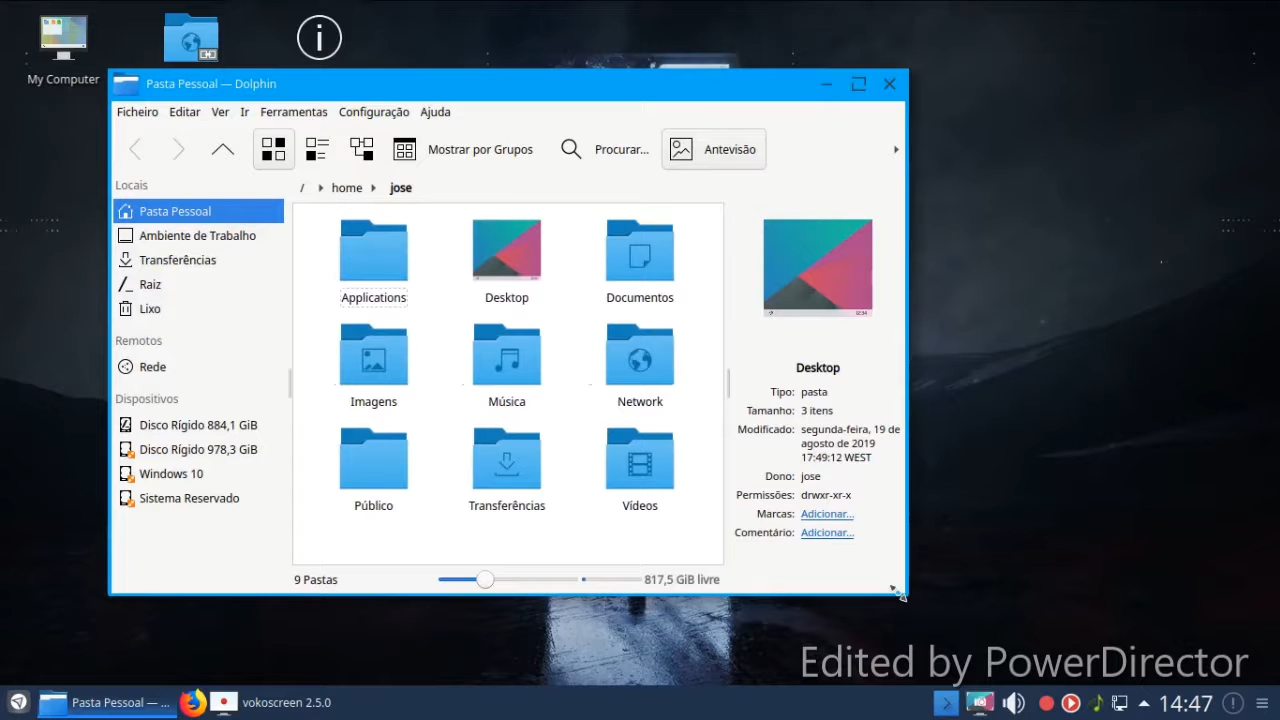 My Computer
Pasta Pessoal — Dolphin
Ficheiro Editar Ver Ir Ferramentas Configuração Ajuda
Mostrar por Grupos Procurar... Antevisão
Locais
/ home jose
Pasta Pessoal
Ambiente de Trabalho
Transferências
Raiz
Lixo
Remotos
Rede
Dispositivos
Disco Rígido 884,1 GiB
Disco Rígido 978,3 GiB
Windows 10
Sistema Reservado
Applications Desktop Documentos
Imagens Música Network
Público Transferências Vídeos
Desktop
Tipo: pasta
Tamanho: 3 itens
Modificado: segunda-feira, 19 de
agosto de 2019
17:49:12 WEST
Dono: jose
Permissões: drwxr-xr-x
Marcas: Adicionar...
Comentário: Adicionar...
9 Pastas 817,5 GiB livre
Edited by PowerDirector
Pasta Pessoal — ... vokoscreen 2.5.0 14:47